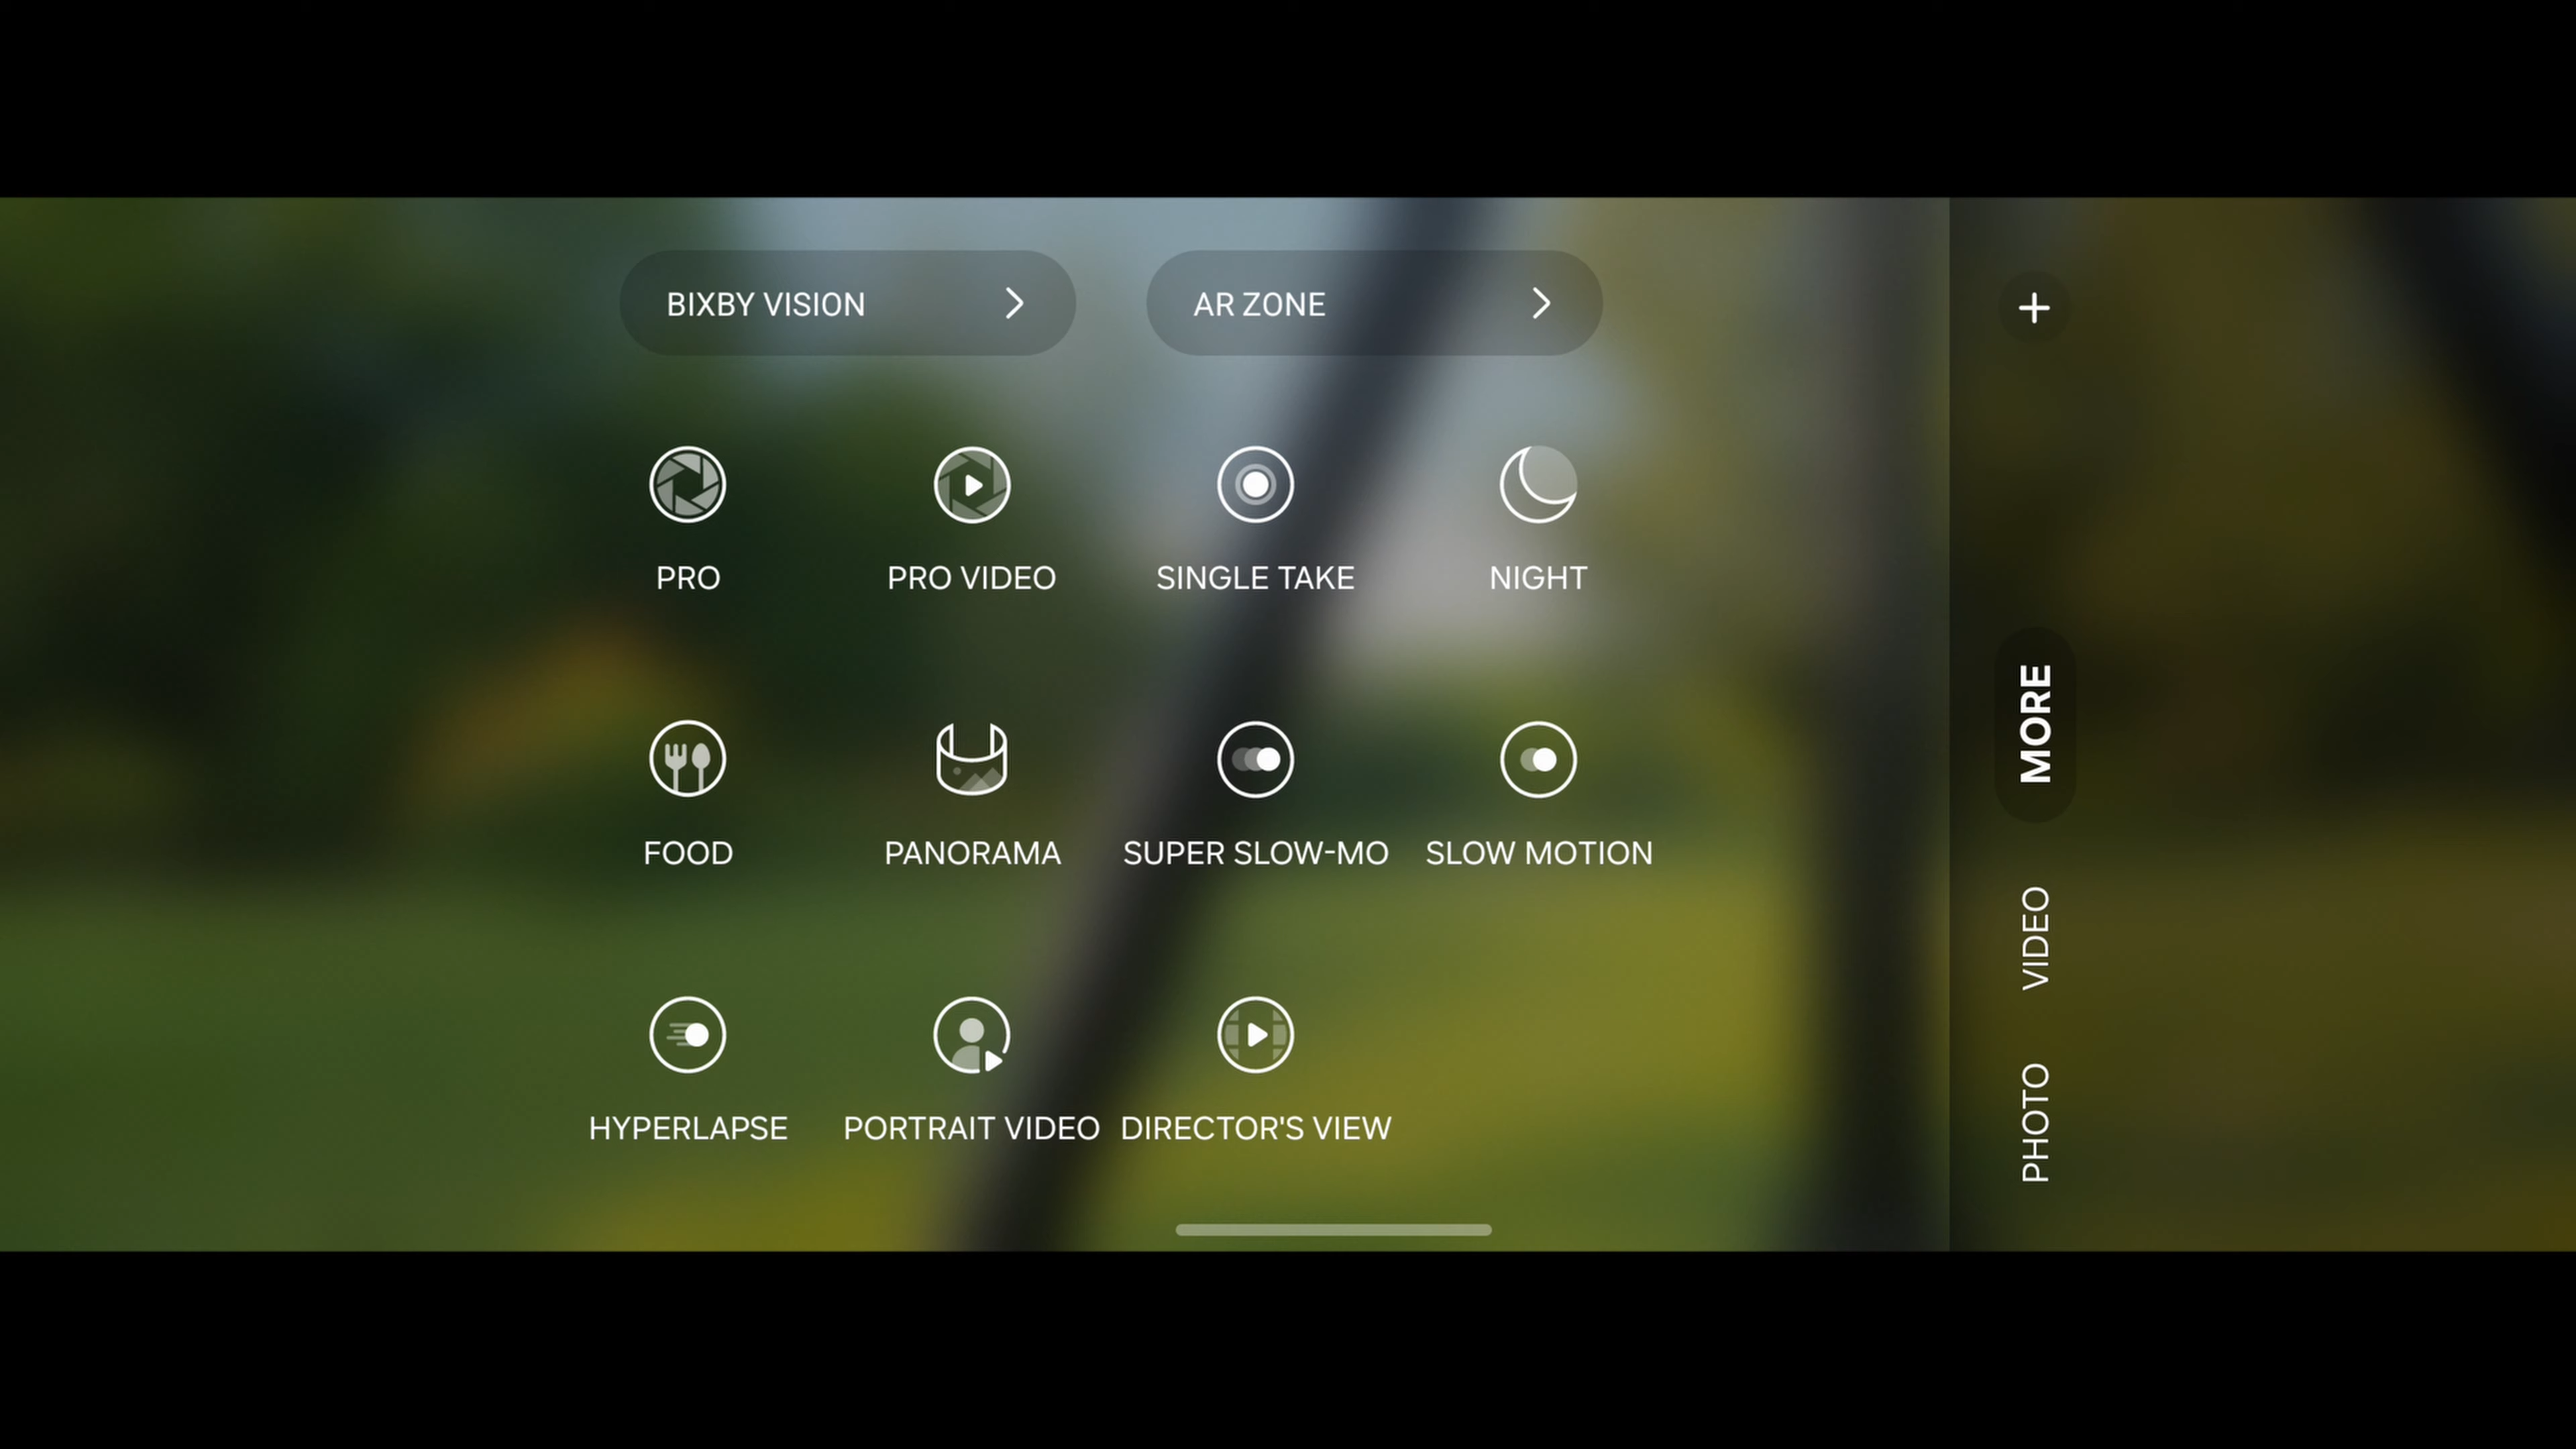 BIXBY VISION
AR ZONE
PRO
PRO VIDEO
SINGLE TAKE
NIGHT
FOOD
PANORAMA
SUPER SLOW-MO
SLOW MOTION
HYPERLAPSE
PORTRAIT VIDEO
DIRECTOR'S VIEW
MORE
VIDEO
PHOTO